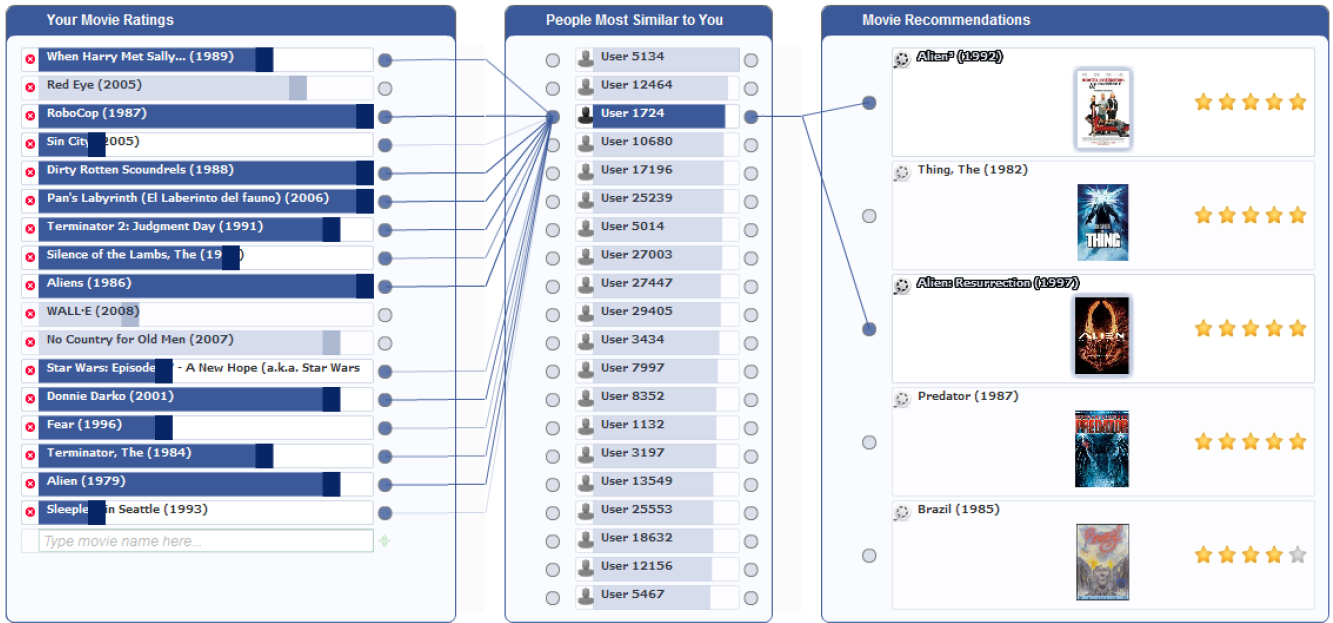 Your Movie Ratings
When Harry Met Sally... (1989)
Red Eye (2005)
RoboCop (1987)
Sin City 2005)
Dirty Rotten Scoundrels (1988)
Pan's Labyrinth (El Laberinto del fauno) (2006)
Terminator 2: Judgment Day (1991)
Silence of the Lambs, The (19 )
Aliens (1986)
WALL·E (2008)
No Country for Old Men (2007)
Star Wars: Episode - A New Hope (a.k.a. Star Wars
Donnie Darko (2001)
Fear (1996)
Terminator, The (1984)
Alien (1979)
Sleeple in Seattle (1993)
Type movie name here...
People Most Similar to You
User 5134
User 12464
User 1724
User 10680
User 17196
User 25239
User 5014
User 27003
User 27447
User 29405
User 3434
User 7997
User 8352
User 1132
User 3197
User 13549
User 25553
User 18632
User 12156
User 5467
Movie Recommendations
Alien³ (1992)
Thing, The (1982)
THING
Alien: Resurrection (1997)
ALIEN
Predator (1987)
PREDATOR
Brazil (1985)